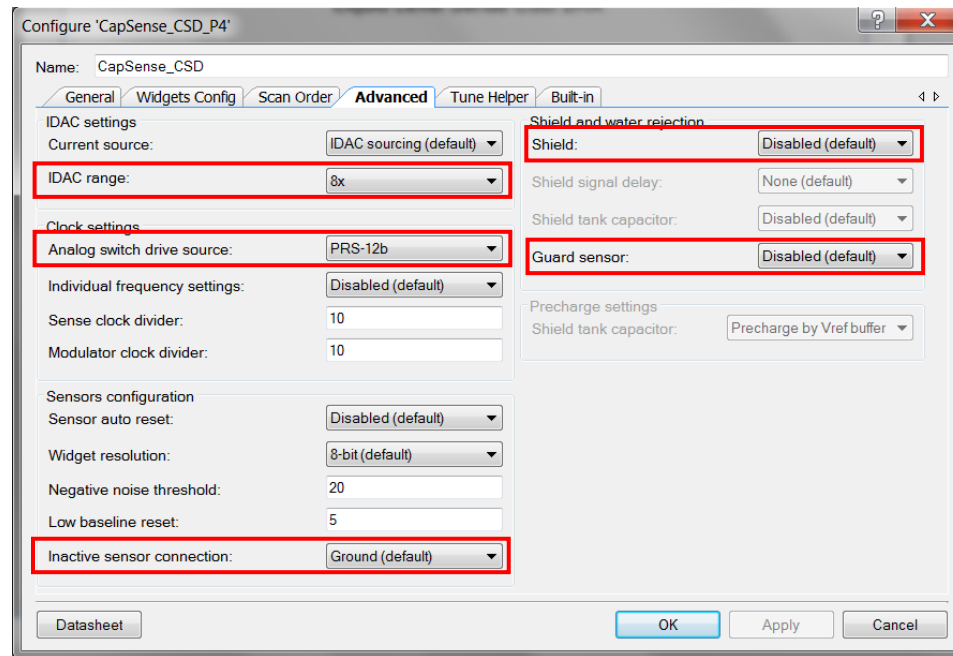 Configure 'CapSense_CSD_P4'
Name: CapSense_CSD
General Widgets Config Scan Order Advanced Tune Helper Built-in
IDAC settings
Current source: IDAC sourcing (default)
IDAC range: 8x
Clock settings
Analog switch drive source: PRS-12b
Individual frequency settings: Disabled (default)
Sense clock divider: 10
Modulator clock divider: 10
Sensors configuration
Sensor auto reset: Disabled (default)
Widget resolution: 8-bit (default)
Negative noise threshold: 20
Low baseline reset: 5
Inactive sensor connection: Ground (default)
Shield and water rejection
Shield: Disabled (default)
Shield signal delay: None (default)
Shield tank capacitor: Disabled (default)
Guard sensor: Disabled (default)
Precharge settings
Shield tank capacitor: Precharge by Vref buffer
Datasheet OK Apply Cancel